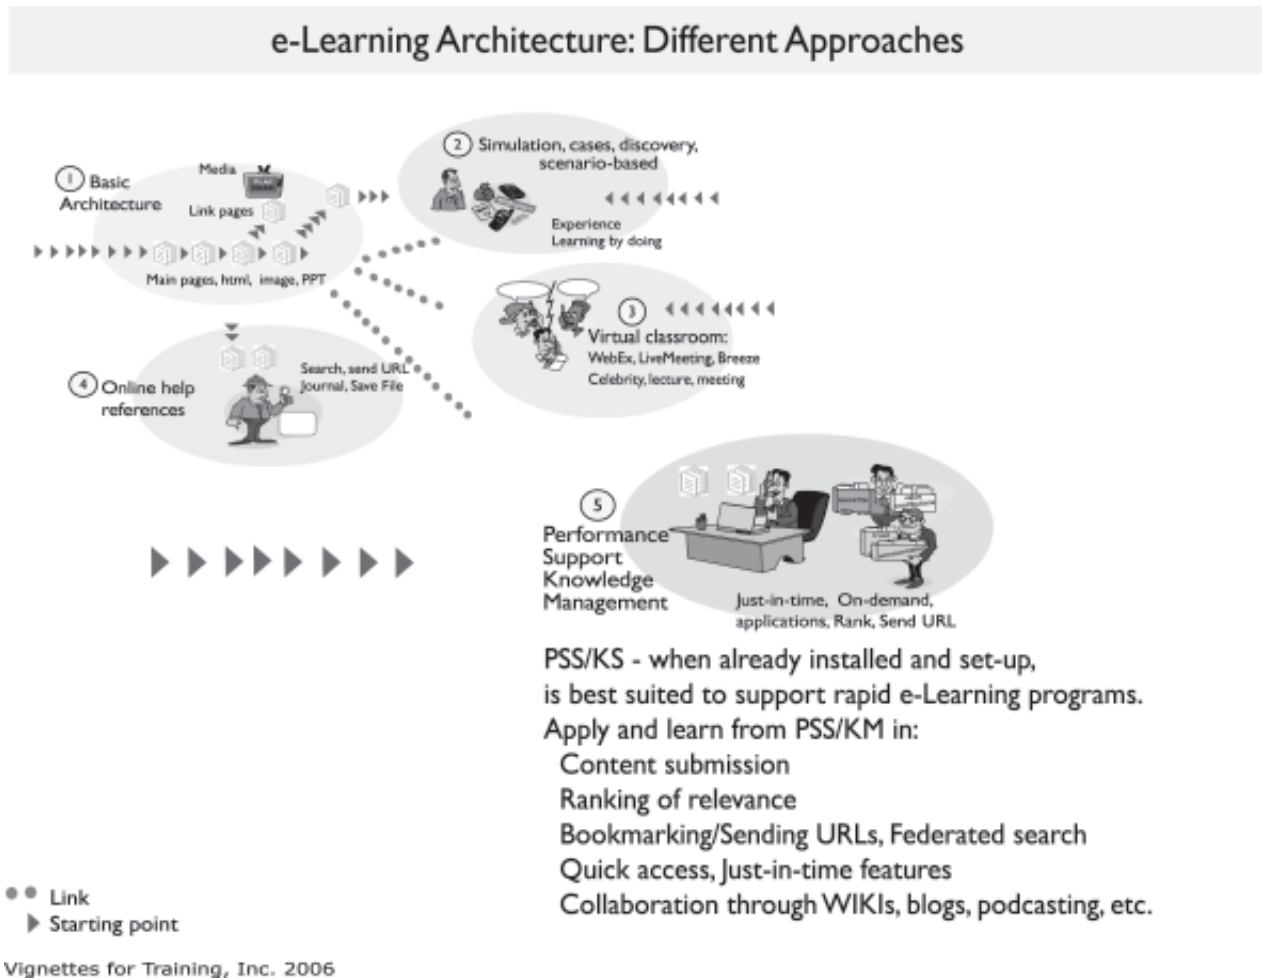 e-Learning Architecture: Different Approaches
1 Basic
Architecture
Media
Link pages
Main pages, html, image, PPT
2 Simulation, cases, discovery,
scenario-based
Experience
Learning by doing
3
Virtual classroom:
WebEx, LiveMeeting, Breeze
Celebrity, lecture, meeting
4 Online help
references
Search, send URL
Journal, Save File
5
Performance
Support
Knowledge
Management
Just-in-time, On-demand,
applications, Rank, Send URL
PSS/KS - when already installed and set-up,
is best suited to support rapid e-Learning programs.
Apply and learn from PSS/KM in:
Content submission
Ranking of relevance
Bookmarking/Sending URLs, Federated search
Quick access, Just-in-time features
Collaboration through WIKIs, blogs, podcasting, etc.
Link
Starting point
Vignettes for Training, Inc. 2006